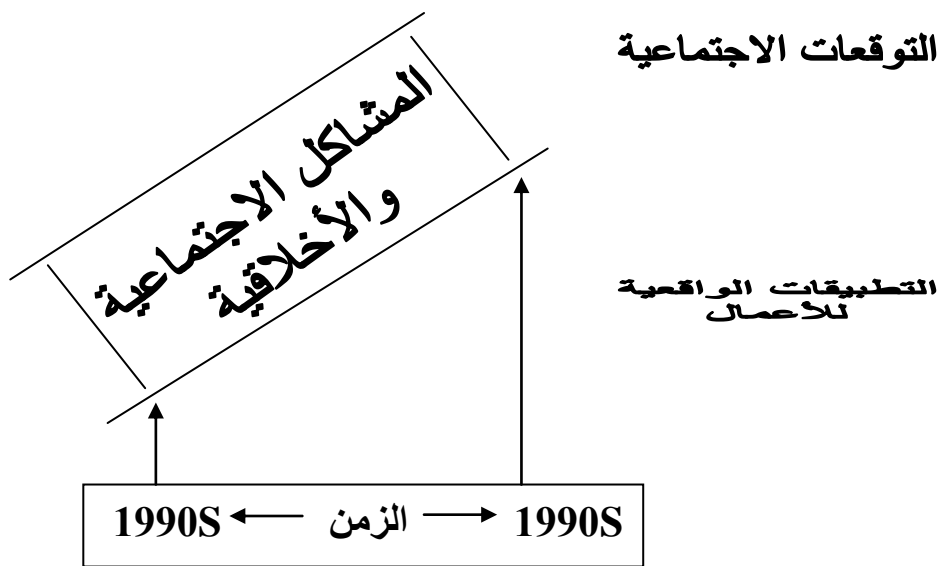 التوقعات الاجتماعية
المشاكل الاجتماعية
والأخلاقية
التطبيقات الواقعية
للأعمال
1990S الزمن 1990S